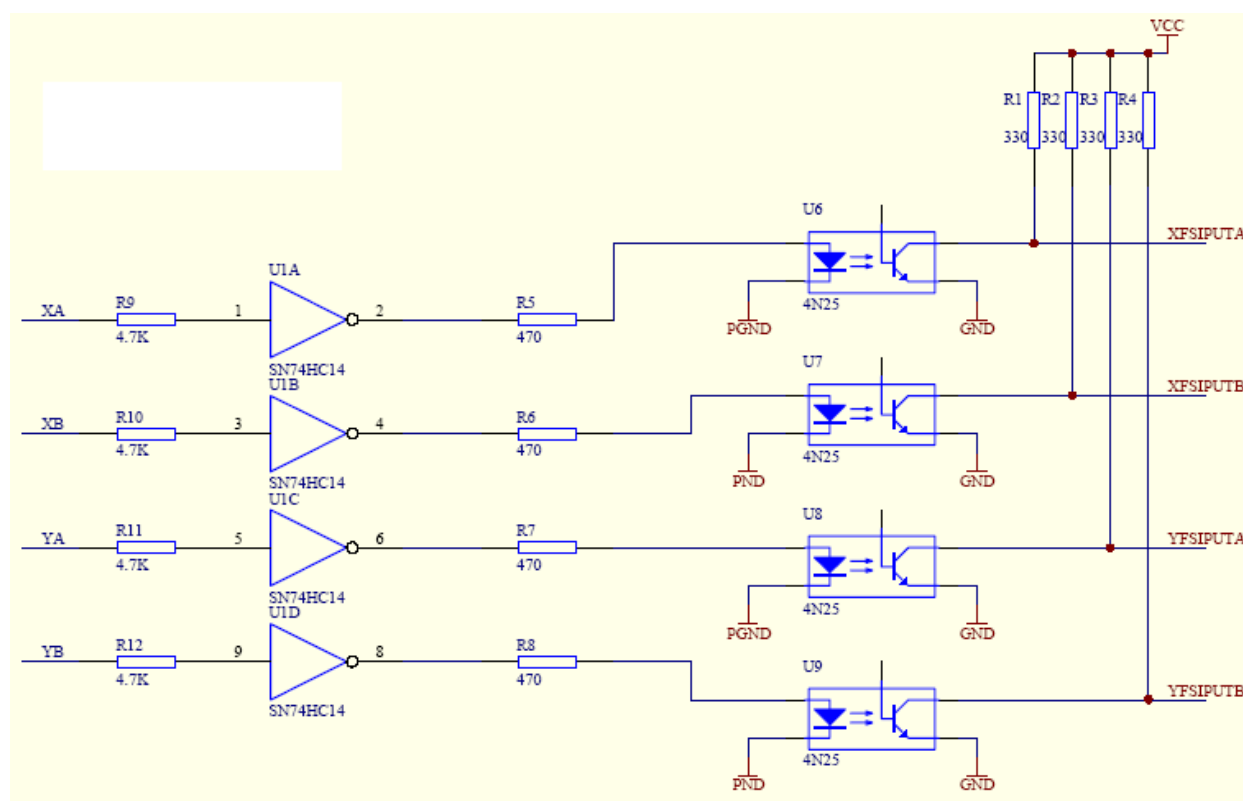 VCC
R1 R2 R3 R4
330 330 330 330
U6
XFSIPUTA
U1A
XA R9 1 2 R5
4.7K 470
4N25
PGND GND
SN74HC14
U7
U1B
XFSIPUTB
XB R10 3 4 R6
4.7K 470
4N25
PND GND
SN74HC14
U1C
U8
YA R11 5 6 R7
YFSIPUTA
4.7K 470
SN74HC14
4N25
U1D
PGND GND
YB R12 9 8 R8
4.7K 470
U9
YFSIPUTB
SN74HC14
4N25
PND GND